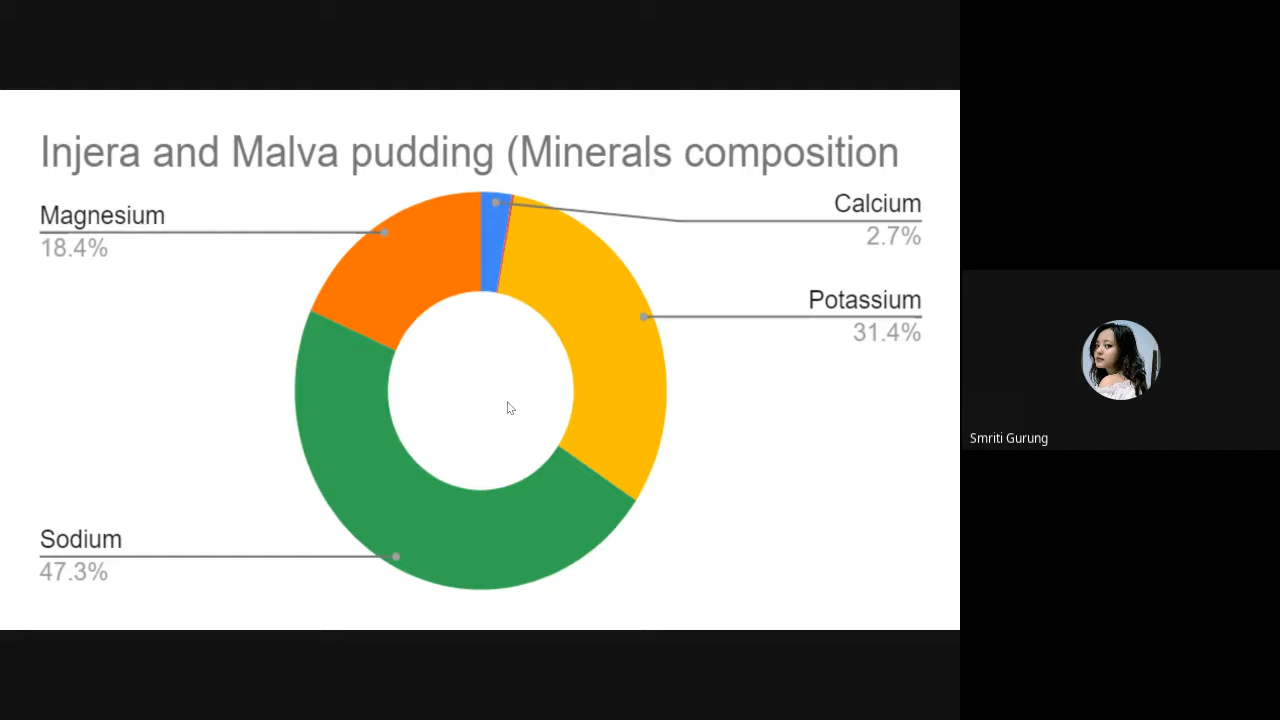 Injera and Malva pudding (Minerals composition
Magnesium
18.4%
Calcium
2.7%
Potassium
31.4%
Sodium
47.3%
Smriti Gurung